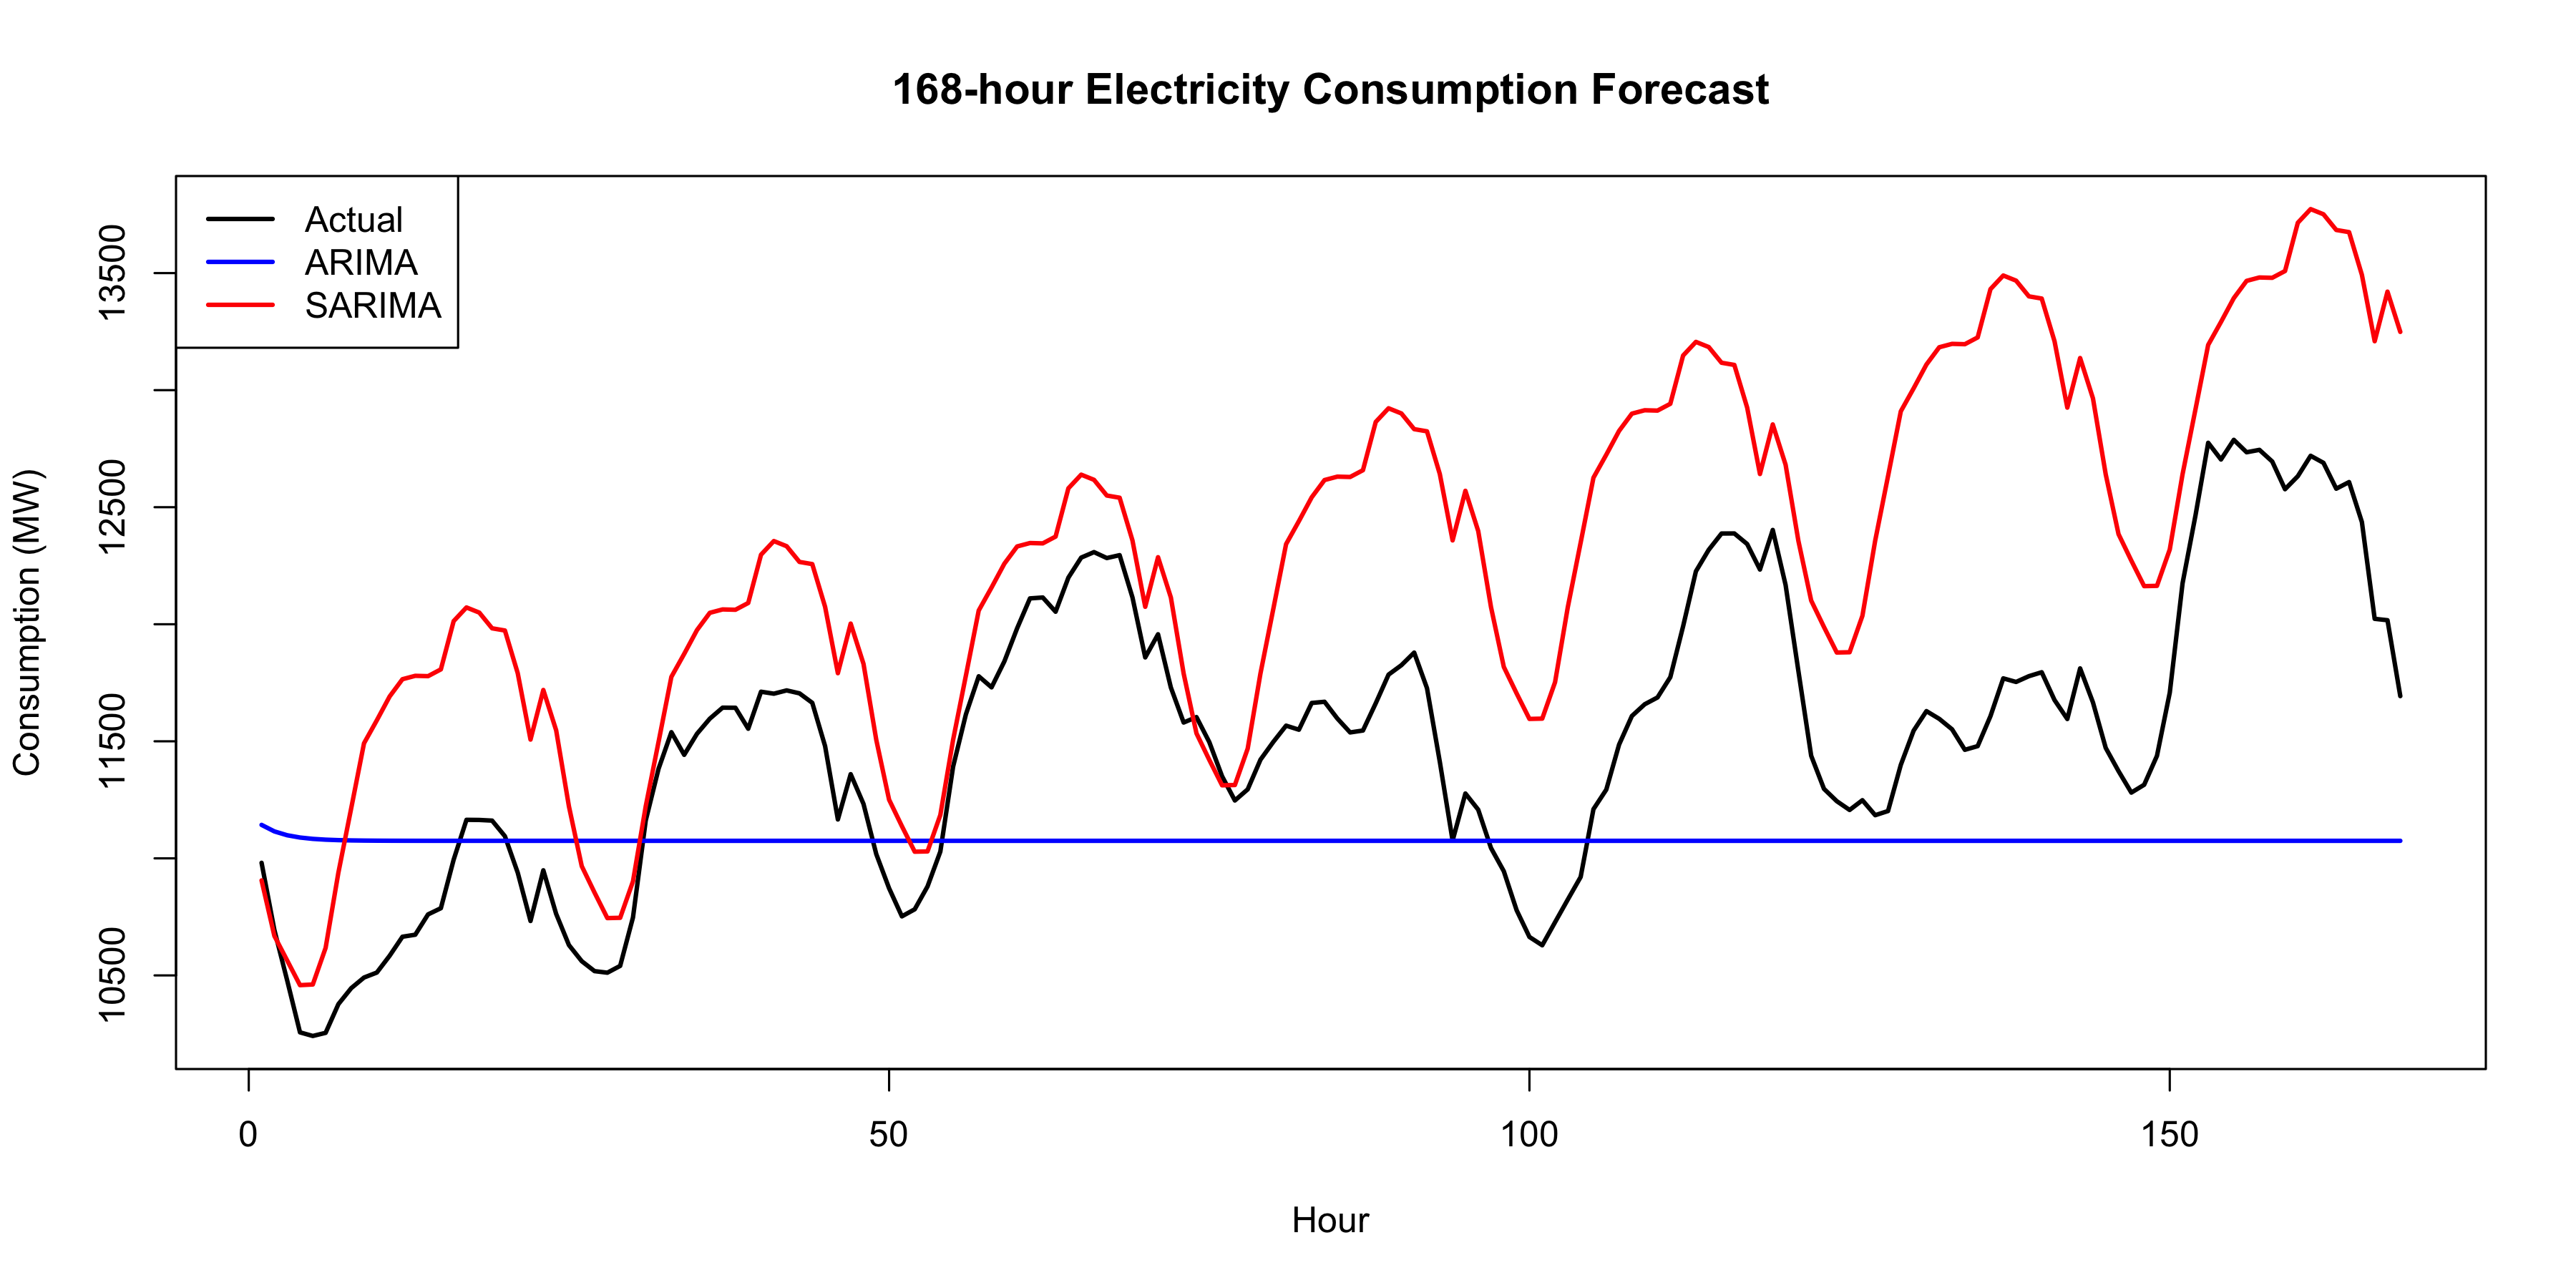 168-hour Electricity Consumption Forecast
Actual
ARIMA
SARIMA
Consumption (MW)
13500
12500
11500
10500
0 50 100 150
Hour